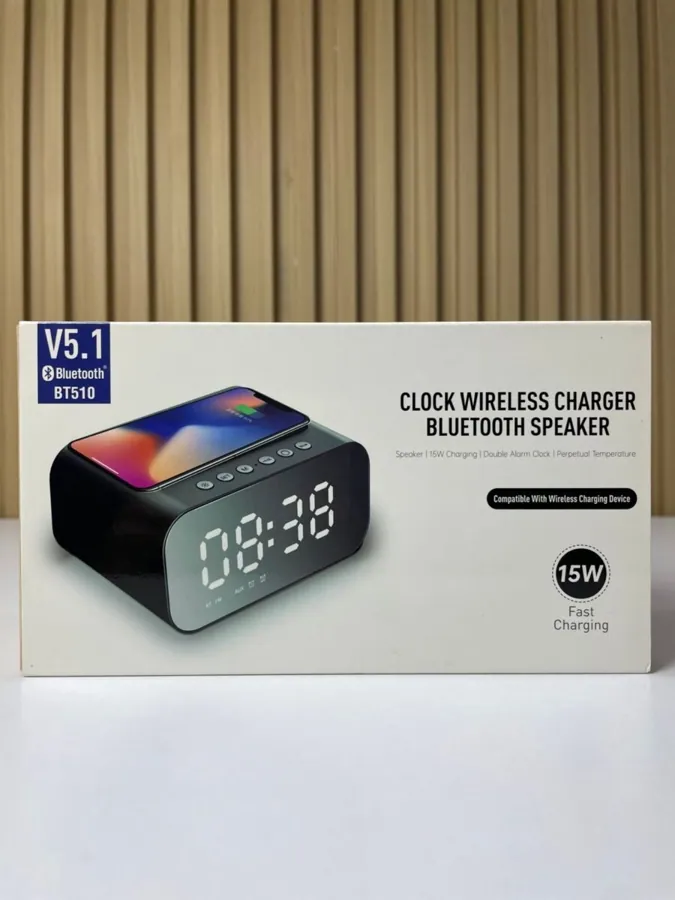 V5.1
Bluetooth®
BT510
CLOCK WIRELESS CHARGER
BLUETOOTH SPEAKER
Speaker | 15W Charging | Double Alarm Clock | Perpetual Temperature
Compatible With Wireless Charging Device
08:38
15W
Fast
Charging